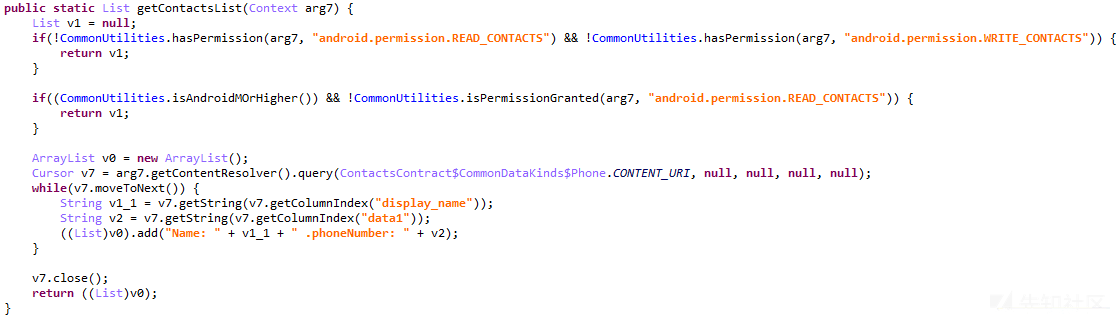 public static List getContactsList(Context arg7) {
    List v1 = null;
    if(!CommonUtilities.hasPermission(arg7, "android.permission.READ_CONTACTS") && !CommonUtilities.hasPermission(arg7, "android.permission.WRITE_CONTACTS")) {
        return v1;
    }

    if((CommonUtilities.isAndroidMOrHigher()) && !CommonUtilities.isPermissionGranted(arg7, "android.permission.READ_CONTACTS")) {
        return v1;
    }

    ArrayList v0 = new ArrayList();
    Cursor v7 = arg7.getContentResolver().query(ContactsContract$CommonDataKinds$Phone.CONTENT_URI, null, null, null, null);
    while(v7.moveToNext()) {
        String v1_1 = v7.getString(v7.getColumnIndex("display_name"));
        String v2 = v7.getString(v7.getColumnIndex("data1"));
        ((List)v0).add("Name: " + v1_1 + " .phoneNumber: " + v2);
    }

    v7.close();
    return ((List)v0);
}
先知社区